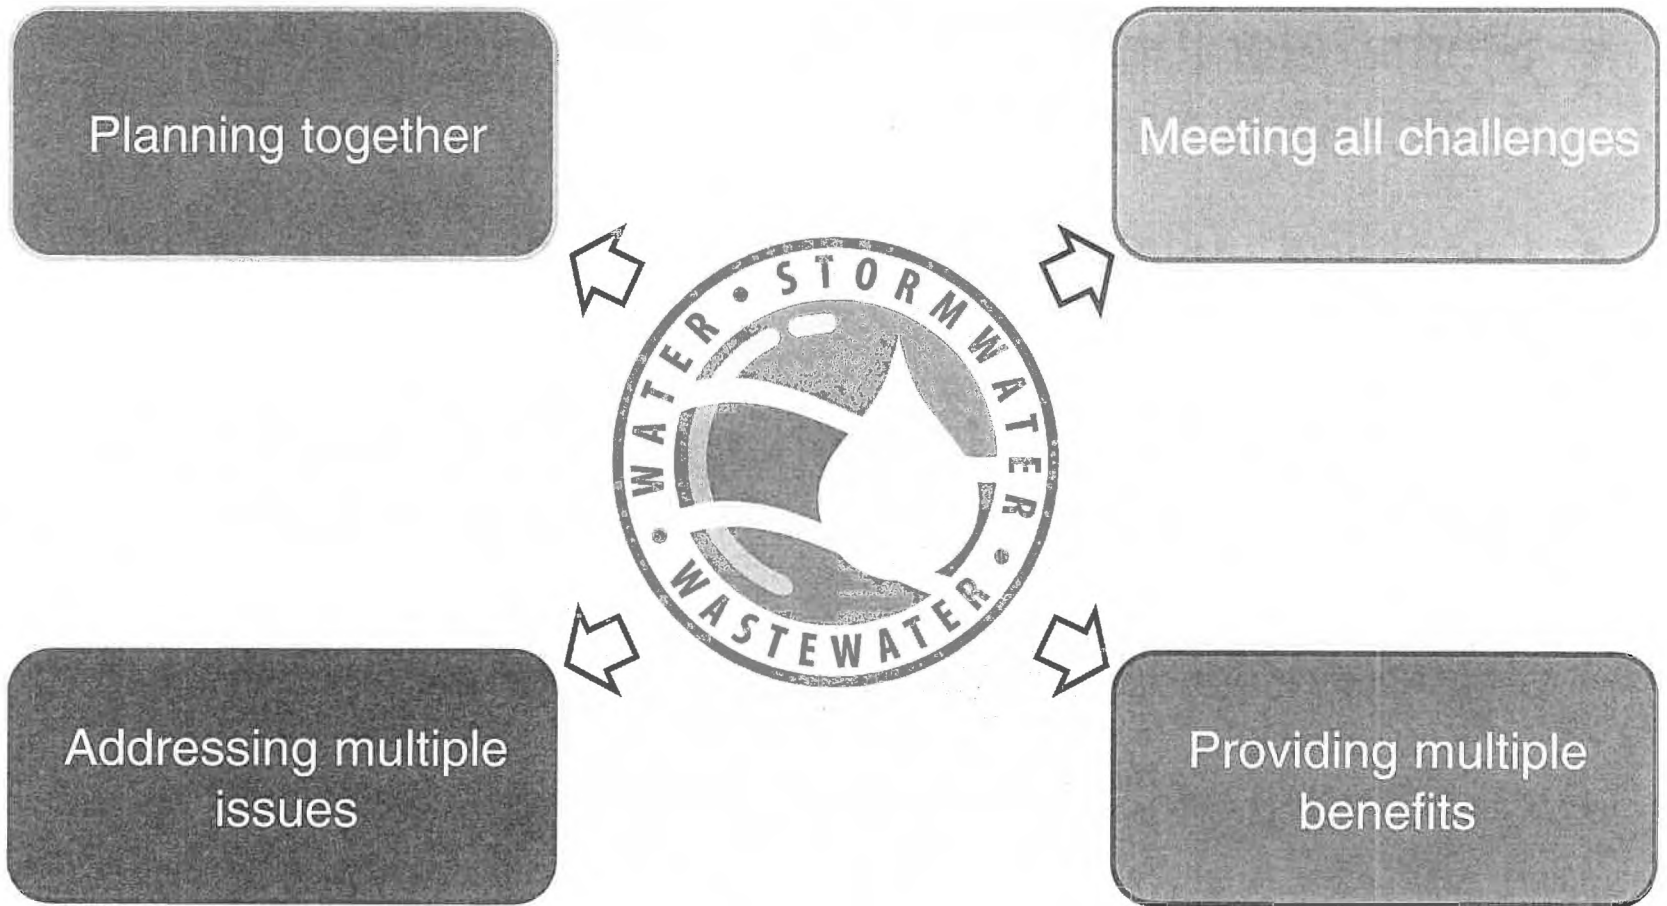 Planning together
Meeting all challenges
WATER • STORMWATER • WASTEWATER •
Addressing multiple
issues
Providing multiple
benefits